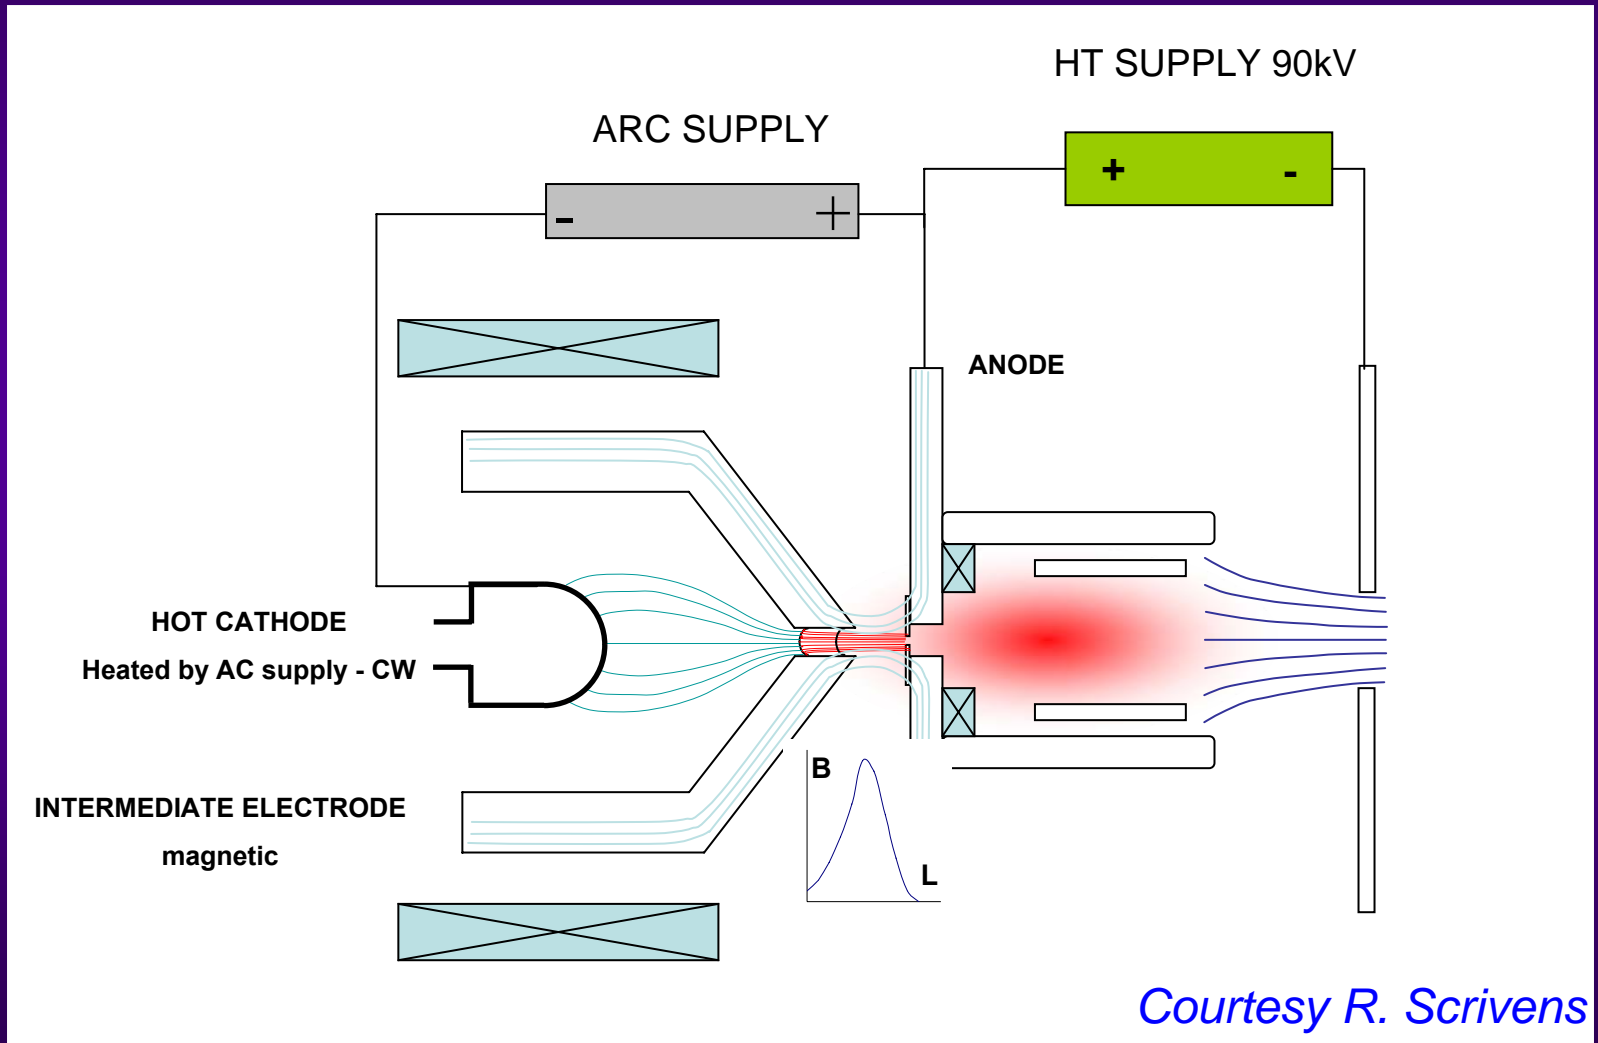 HT SUPPLY 90kV
ARC SUPPLY
+ -
- +
ANODE
HOT CATHODE
Heated by AC supply - CW
B
INTERMEDIATE ELECTRODE
magnetic
L
Courtesy R. Scrivens